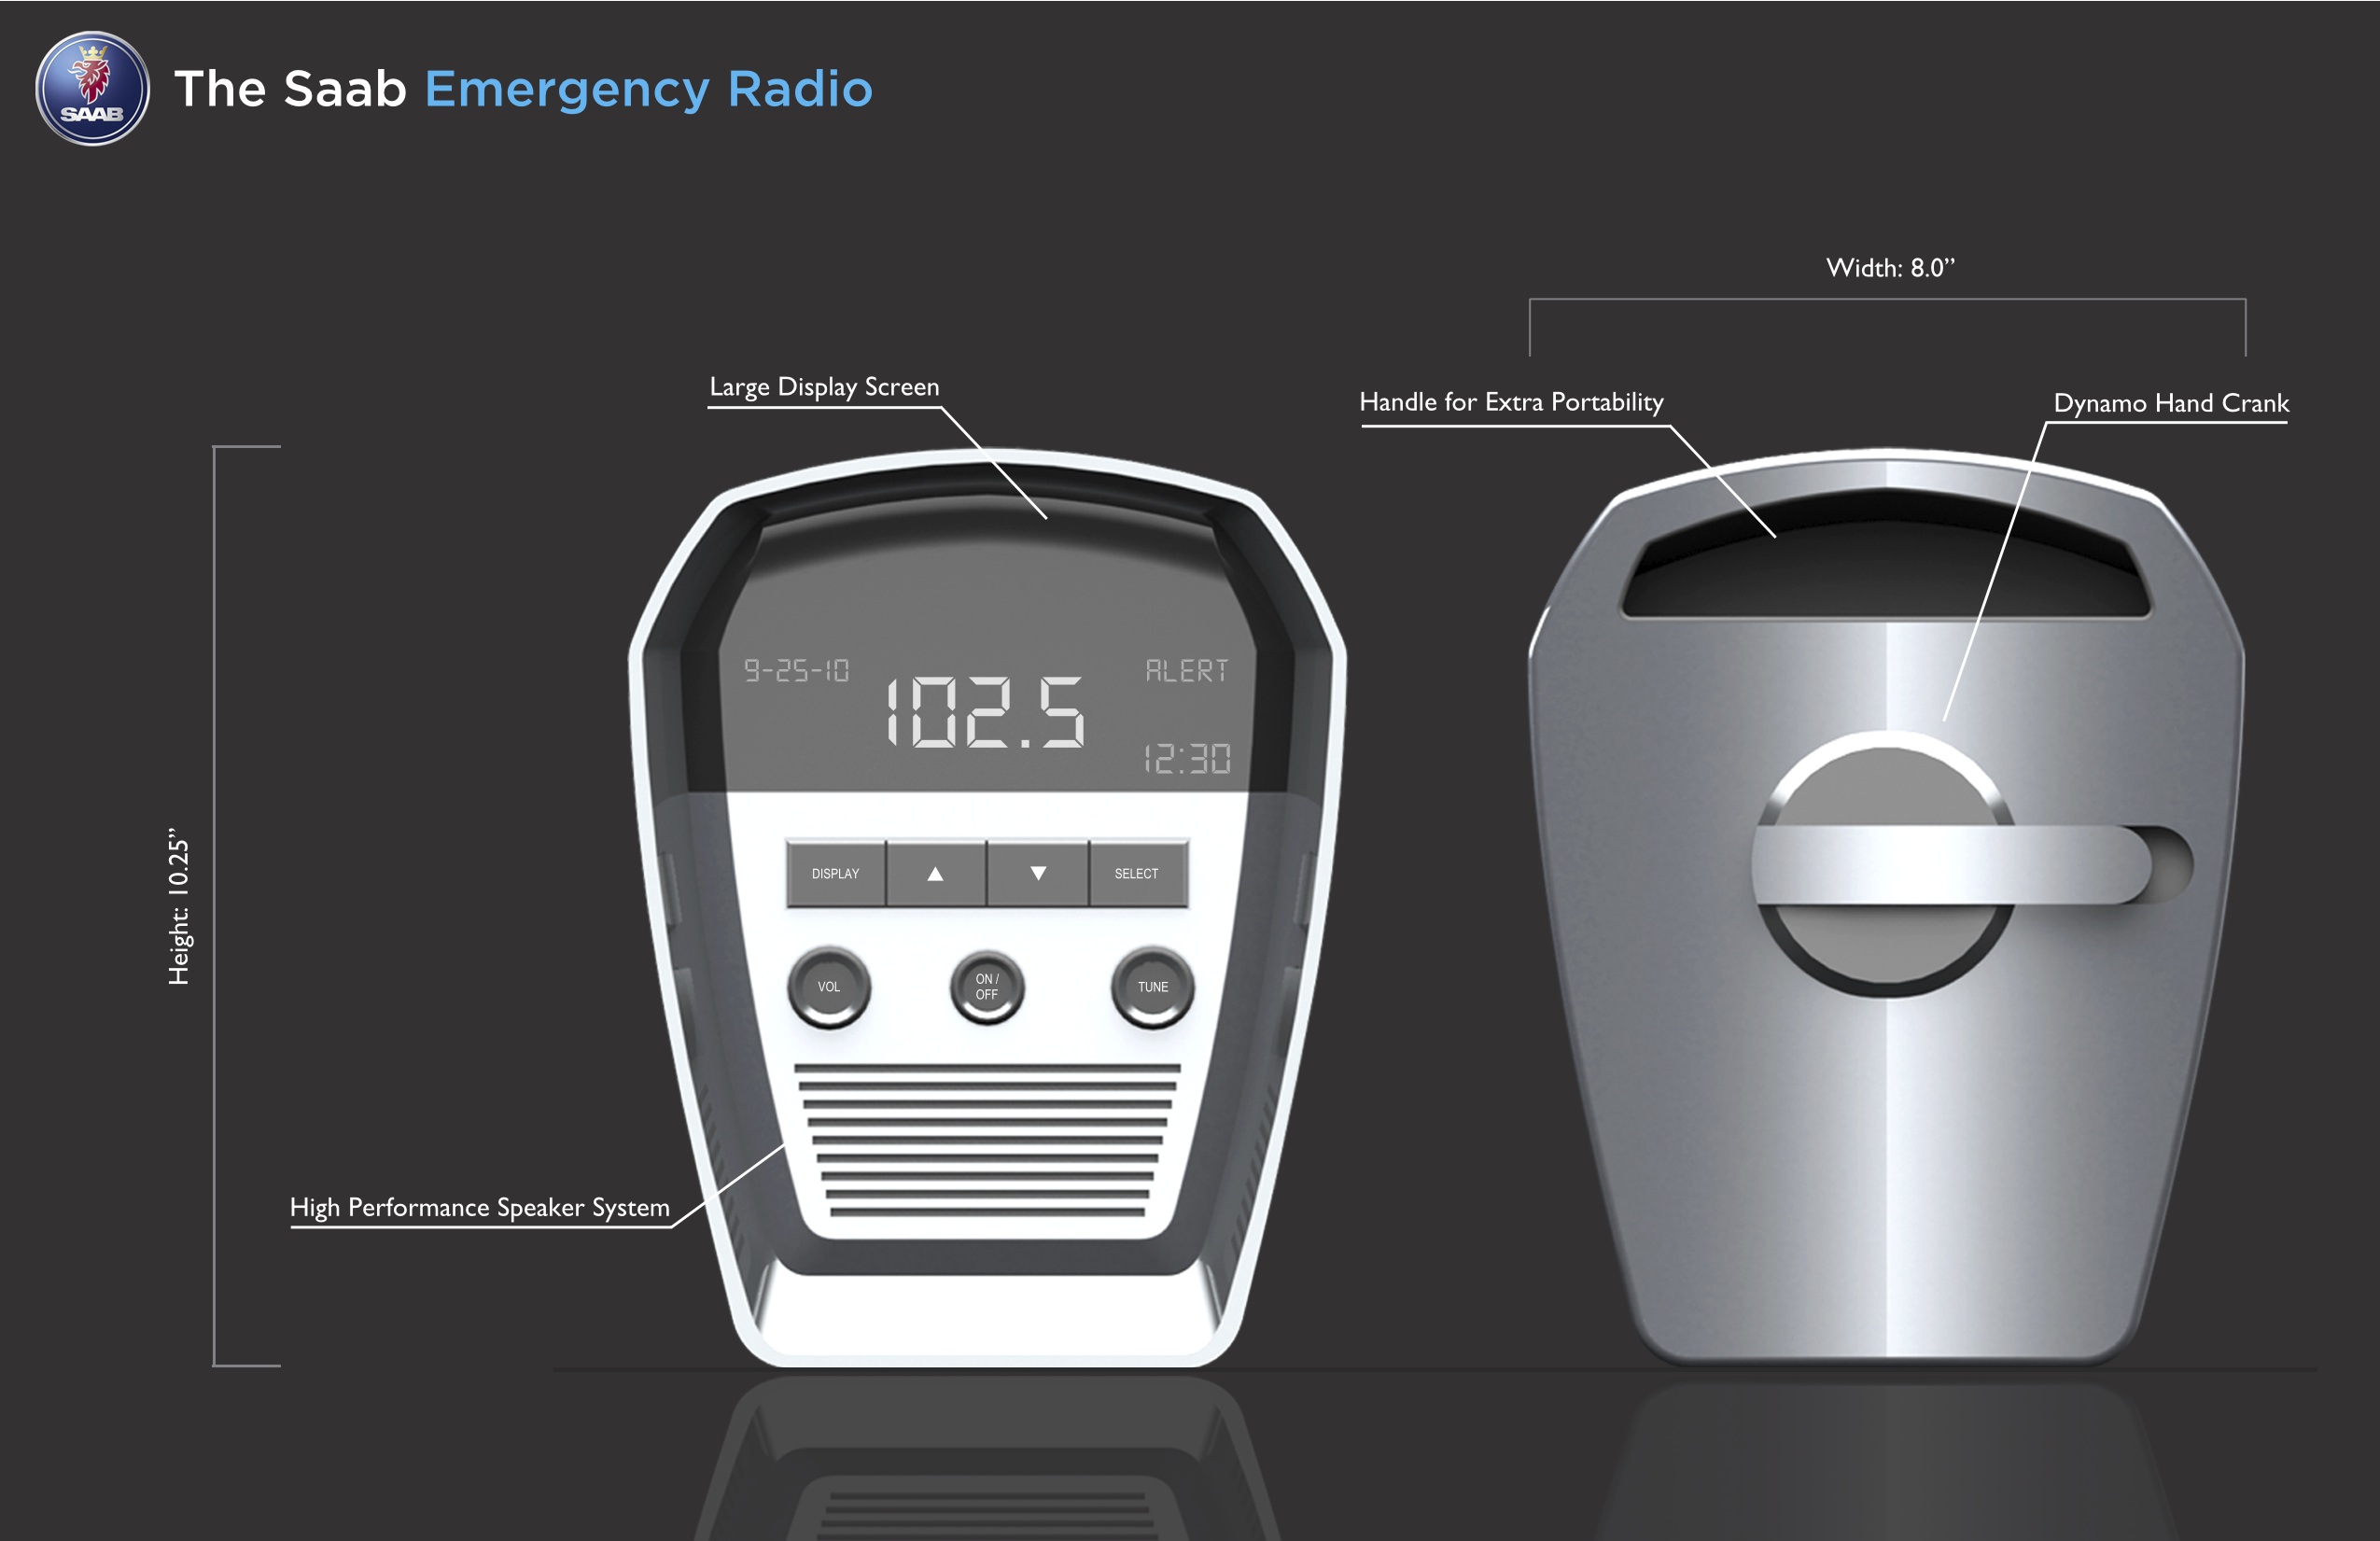 SAAB
The Saab Emergency Radio
Width: 8.0”
Large Display Screen
Handle for Extra Portability
Dynamo Hand Crank
Height: 10.25”
9-25-10
ALERT
102.5
12:30
DISPLAY ▲ ▼ SELECT
VOL
ON /
OFF
TUNE
High Performance Speaker System